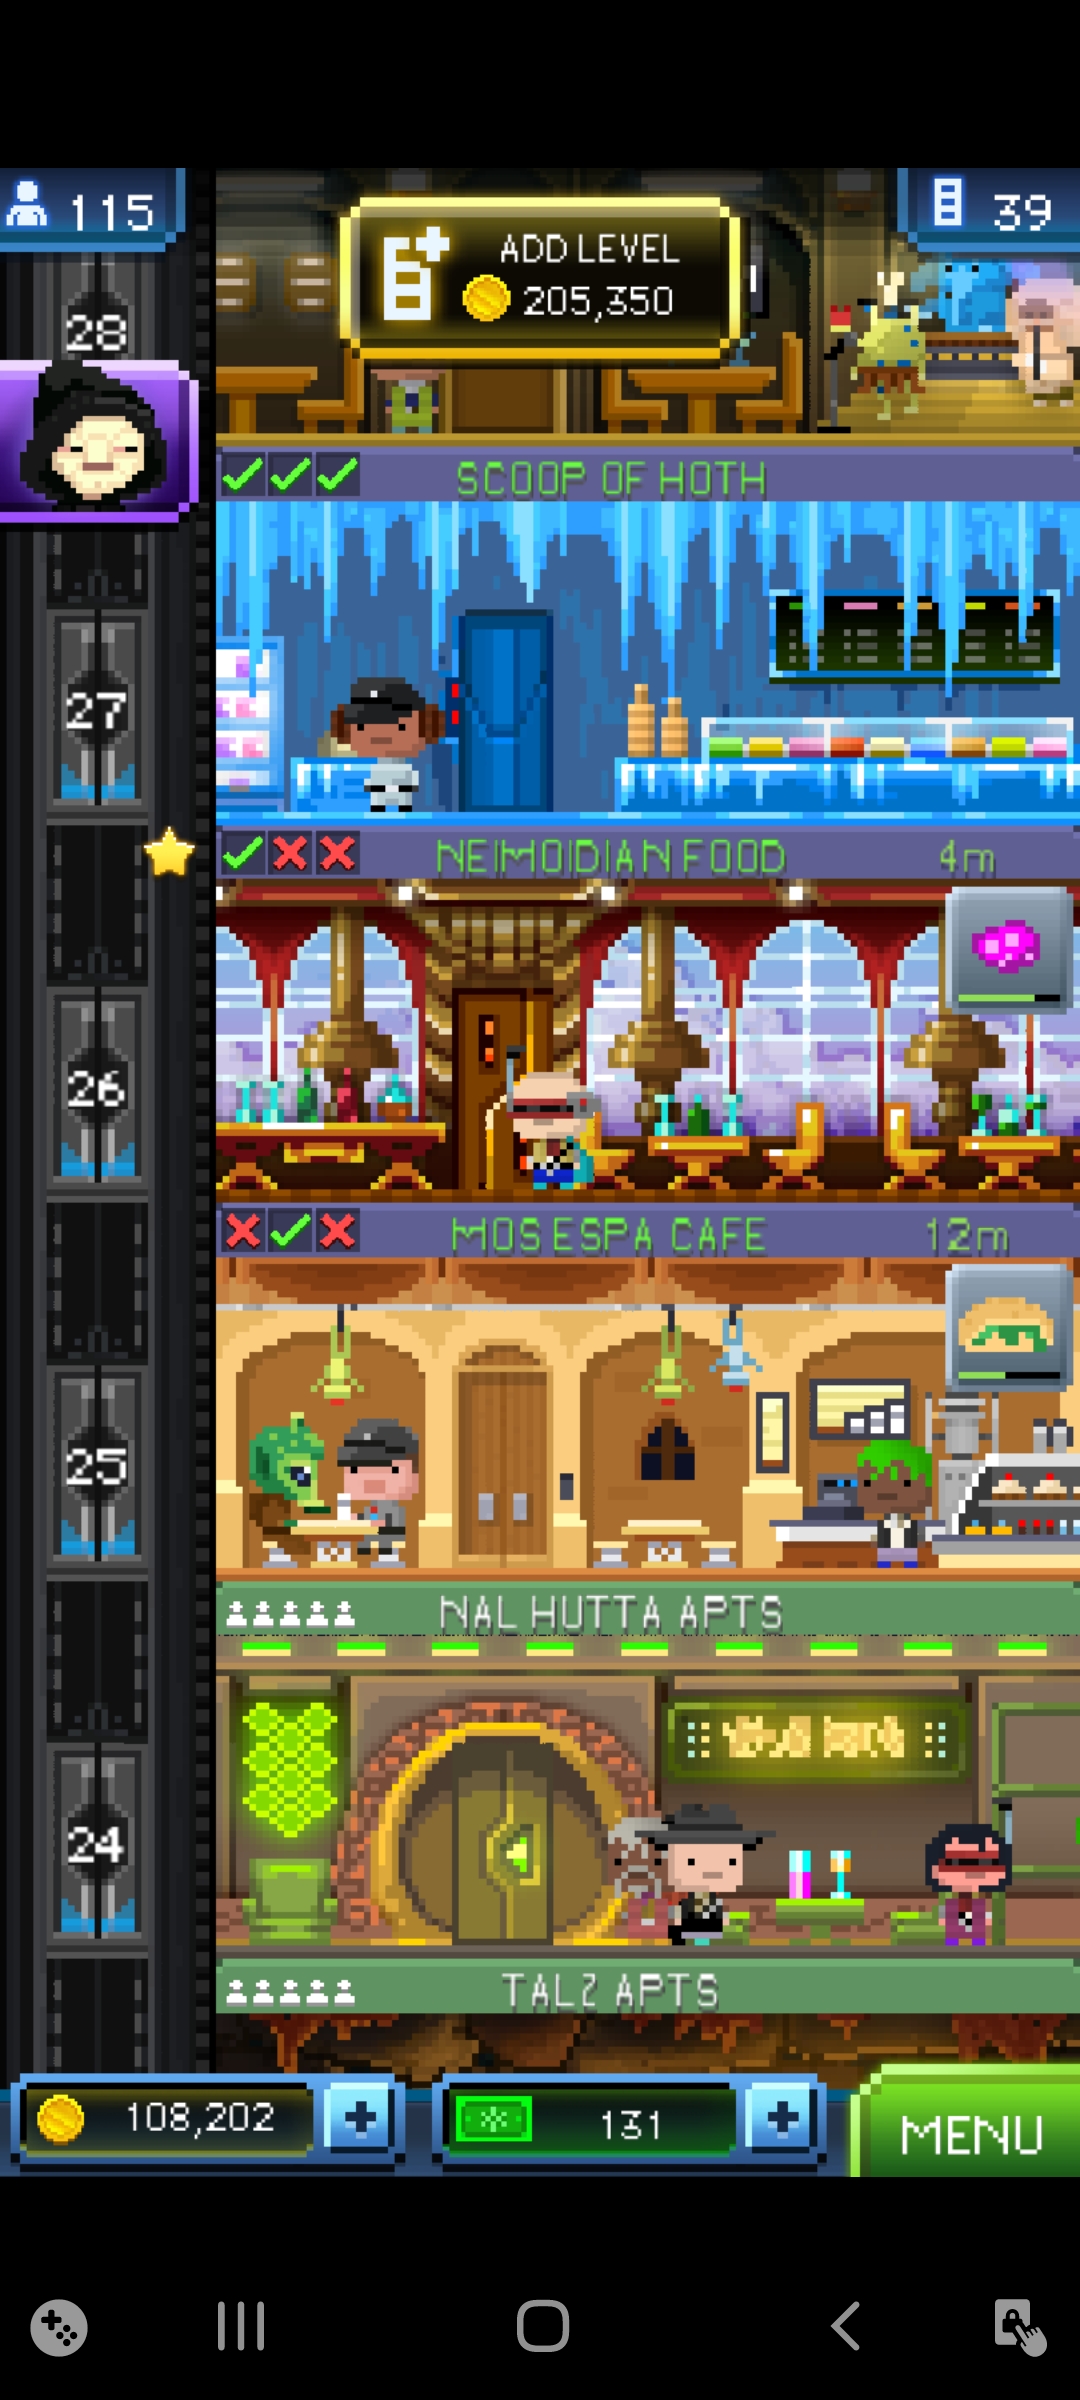 115
ADD LEVEL
205,350
39
28
SCOOP OF HOTH
27
NEIMOIDIAN FOOD
4m
26
MOS ESPA CAFE
12m
25
NAL HUTTA APTS
24
TALZ APTS
108,202
131
MENU